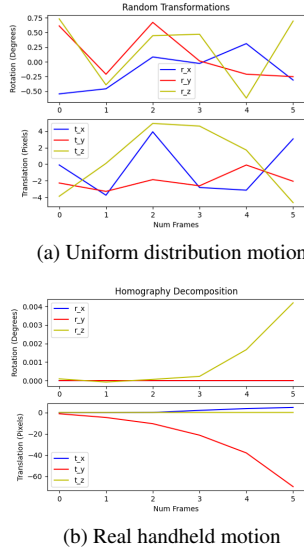 Random Transformations
Rotation (Degrees)
0.75
0.50
0.25
0.00
−0.25
−0.50
r_x
r_y
r_z
0 1 2 3 4 5
Translation (Pixels)
4
2
0
−2
−4
t_x
t_y
t_z
0 1 2 3 4 5
Num Frames
(a) Uniform distribution motion
Homography Decomposition
Rotation (Degrees)
0.004
0.003
0.002
0.001
0.000
r_x
r_y
r_z
0 1 2 3 4 5
Translation (Pixels)
0
−20
−40
−60
t_x
t_y
t_z
0 1 2 3 4 5
Num Frames
(b) Real handheld motion